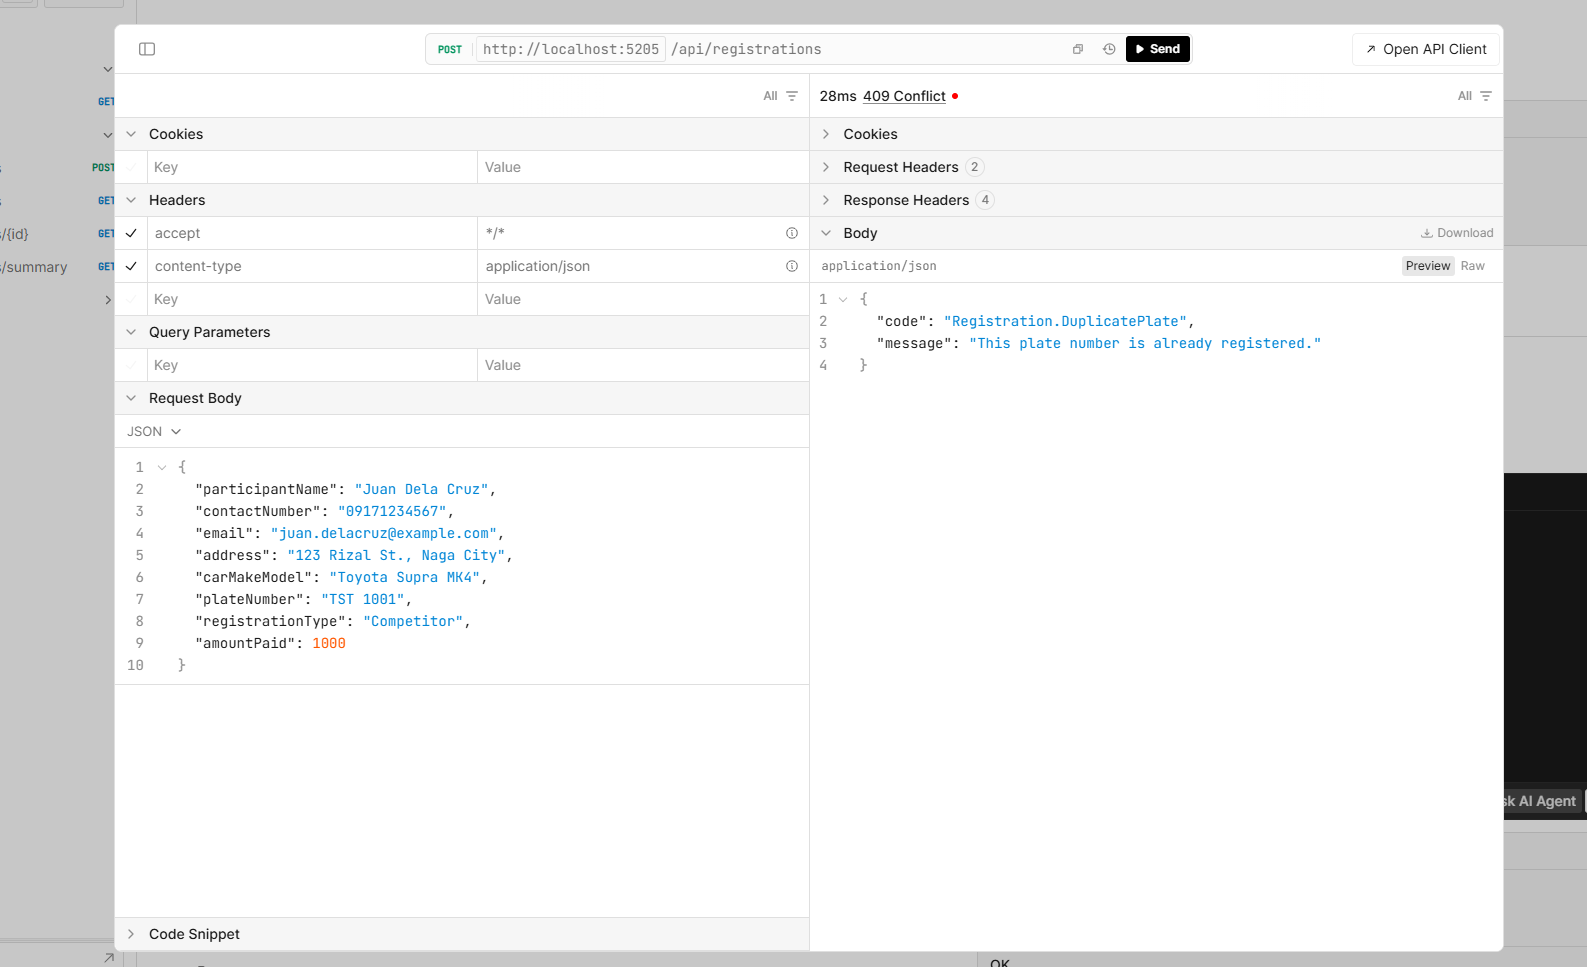 POST http://localhost:5205 /api/registrations Send
Open API Client
GET
POST
GET
/{id} GET
/summary GET
All
Cookies
Key Value
Headers
accept */*
content-type application/json
Key Value
Query Parameters
Key Value
Request Body
JSON
1 {
2 "participantName": "Juan Dela Cruz",
3 "contactNumber": "09171234567",
4 "email": "juan.delacruz@example.com",
5 "address": "123 Rizal St., Naga City",
6 "carMakeModel": "Toyota Supra MK4",
7 "plateNumber": "TST 1001",
8 "registrationType": "Competitor",
9 "amountPaid": 1000
10 }
Code Snippet
28ms 409 Conflict All
Cookies
Request Headers 2
Response Headers 4
Body Download
application/json Preview Raw
1 {
2 "code": "Registration.DuplicatePlate",
3 "message": "This plate number is already registered."
4 }
sk AI Agent
OK